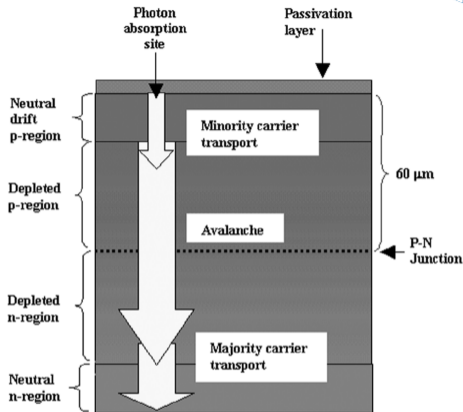 Photon
absorption
site
Passivation
layer
Neutral
drift
p-region
Minority carrier
transport
60 µm
Depleted
p-region
Avalanche
P-N
Junction
Depleted
n-region
Majority carrier
transport
Neutral
n-region